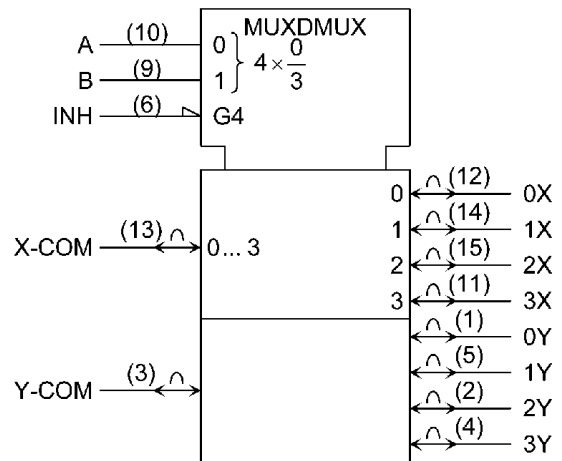 MUXDMUX
A (10) 0 } 4 × 0/3
B (9) 1
INH (6) G4
0 ∩ (12) 0X
1 ∩ (14) 1X
X-COM (13) ∩ 0... 3
2 ∩ (15) 2X
3 ∩ (11) 3X
∩ (1) 0Y
∩ (5) 1Y
Y-COM (3) ∩
∩ (2) 2Y
∩ (4) 3Y